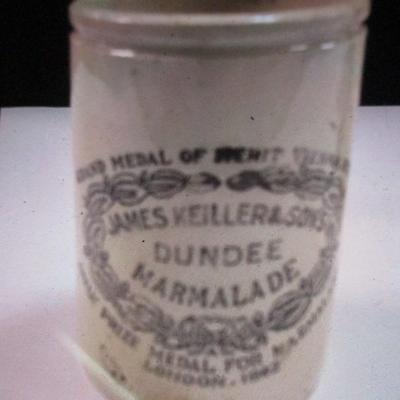 GRAND MEDAL OF MERIT VIENNA
JAMES KEILLER & SONS
DUNDEE
MARMALADE
PRIZE MEDAL FOR MARMALADE
LONDON. 1862